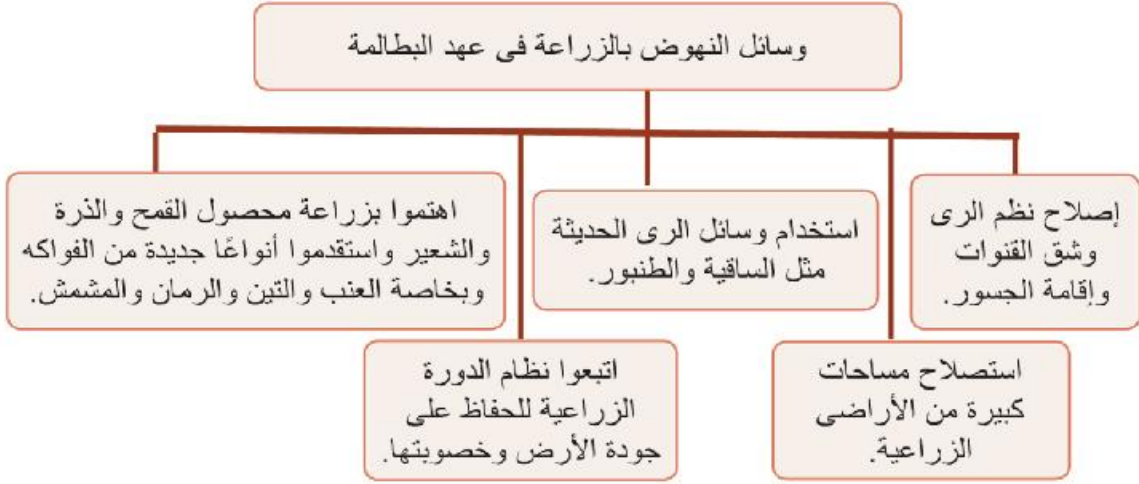 وسائل النهوض بالزراعة فى عهد البطالمة
إصلاح نظم الرى
وشق القنوات
وإقامة الجسور.
استصلاح مساحات
كبيرة من الأراضى
الزراعية.
استخدام وسائل الرى الحديثة
مثل الساقية والطنبور.
اتبعوا نظام الدورة
الزراعية للحفاظ على
جودة الأرض وخصوبتها.
اهتموا بزراعة محصول القمح والذرة
والشعير واستقدموا أنواعًا جديدة من الفواكه
وبخاصة العنب والتين والرمان والمشمش.